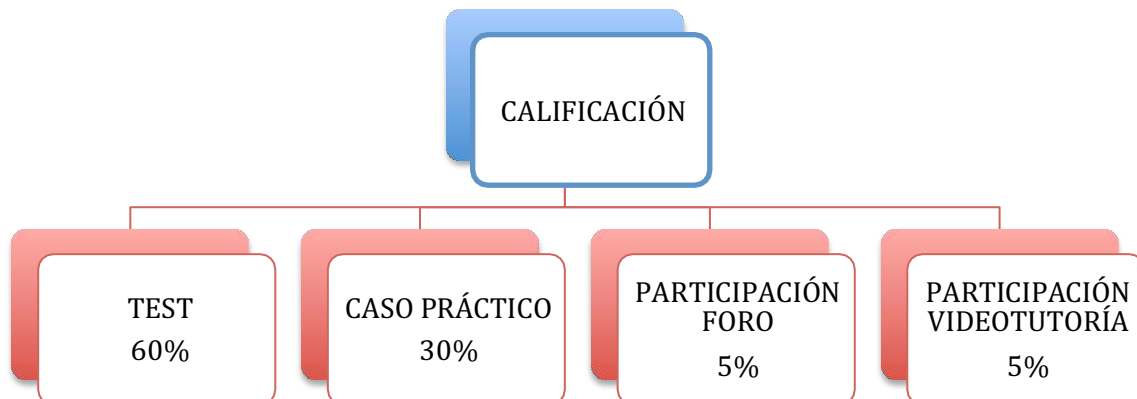 CALIFICACIÓN
TEST
60%
CASO PRÁCTICO
30%
PARTICIPACIÓN
FORO
5%
PARTICIPACIÓN
VIDEOTUTORÍA
5%